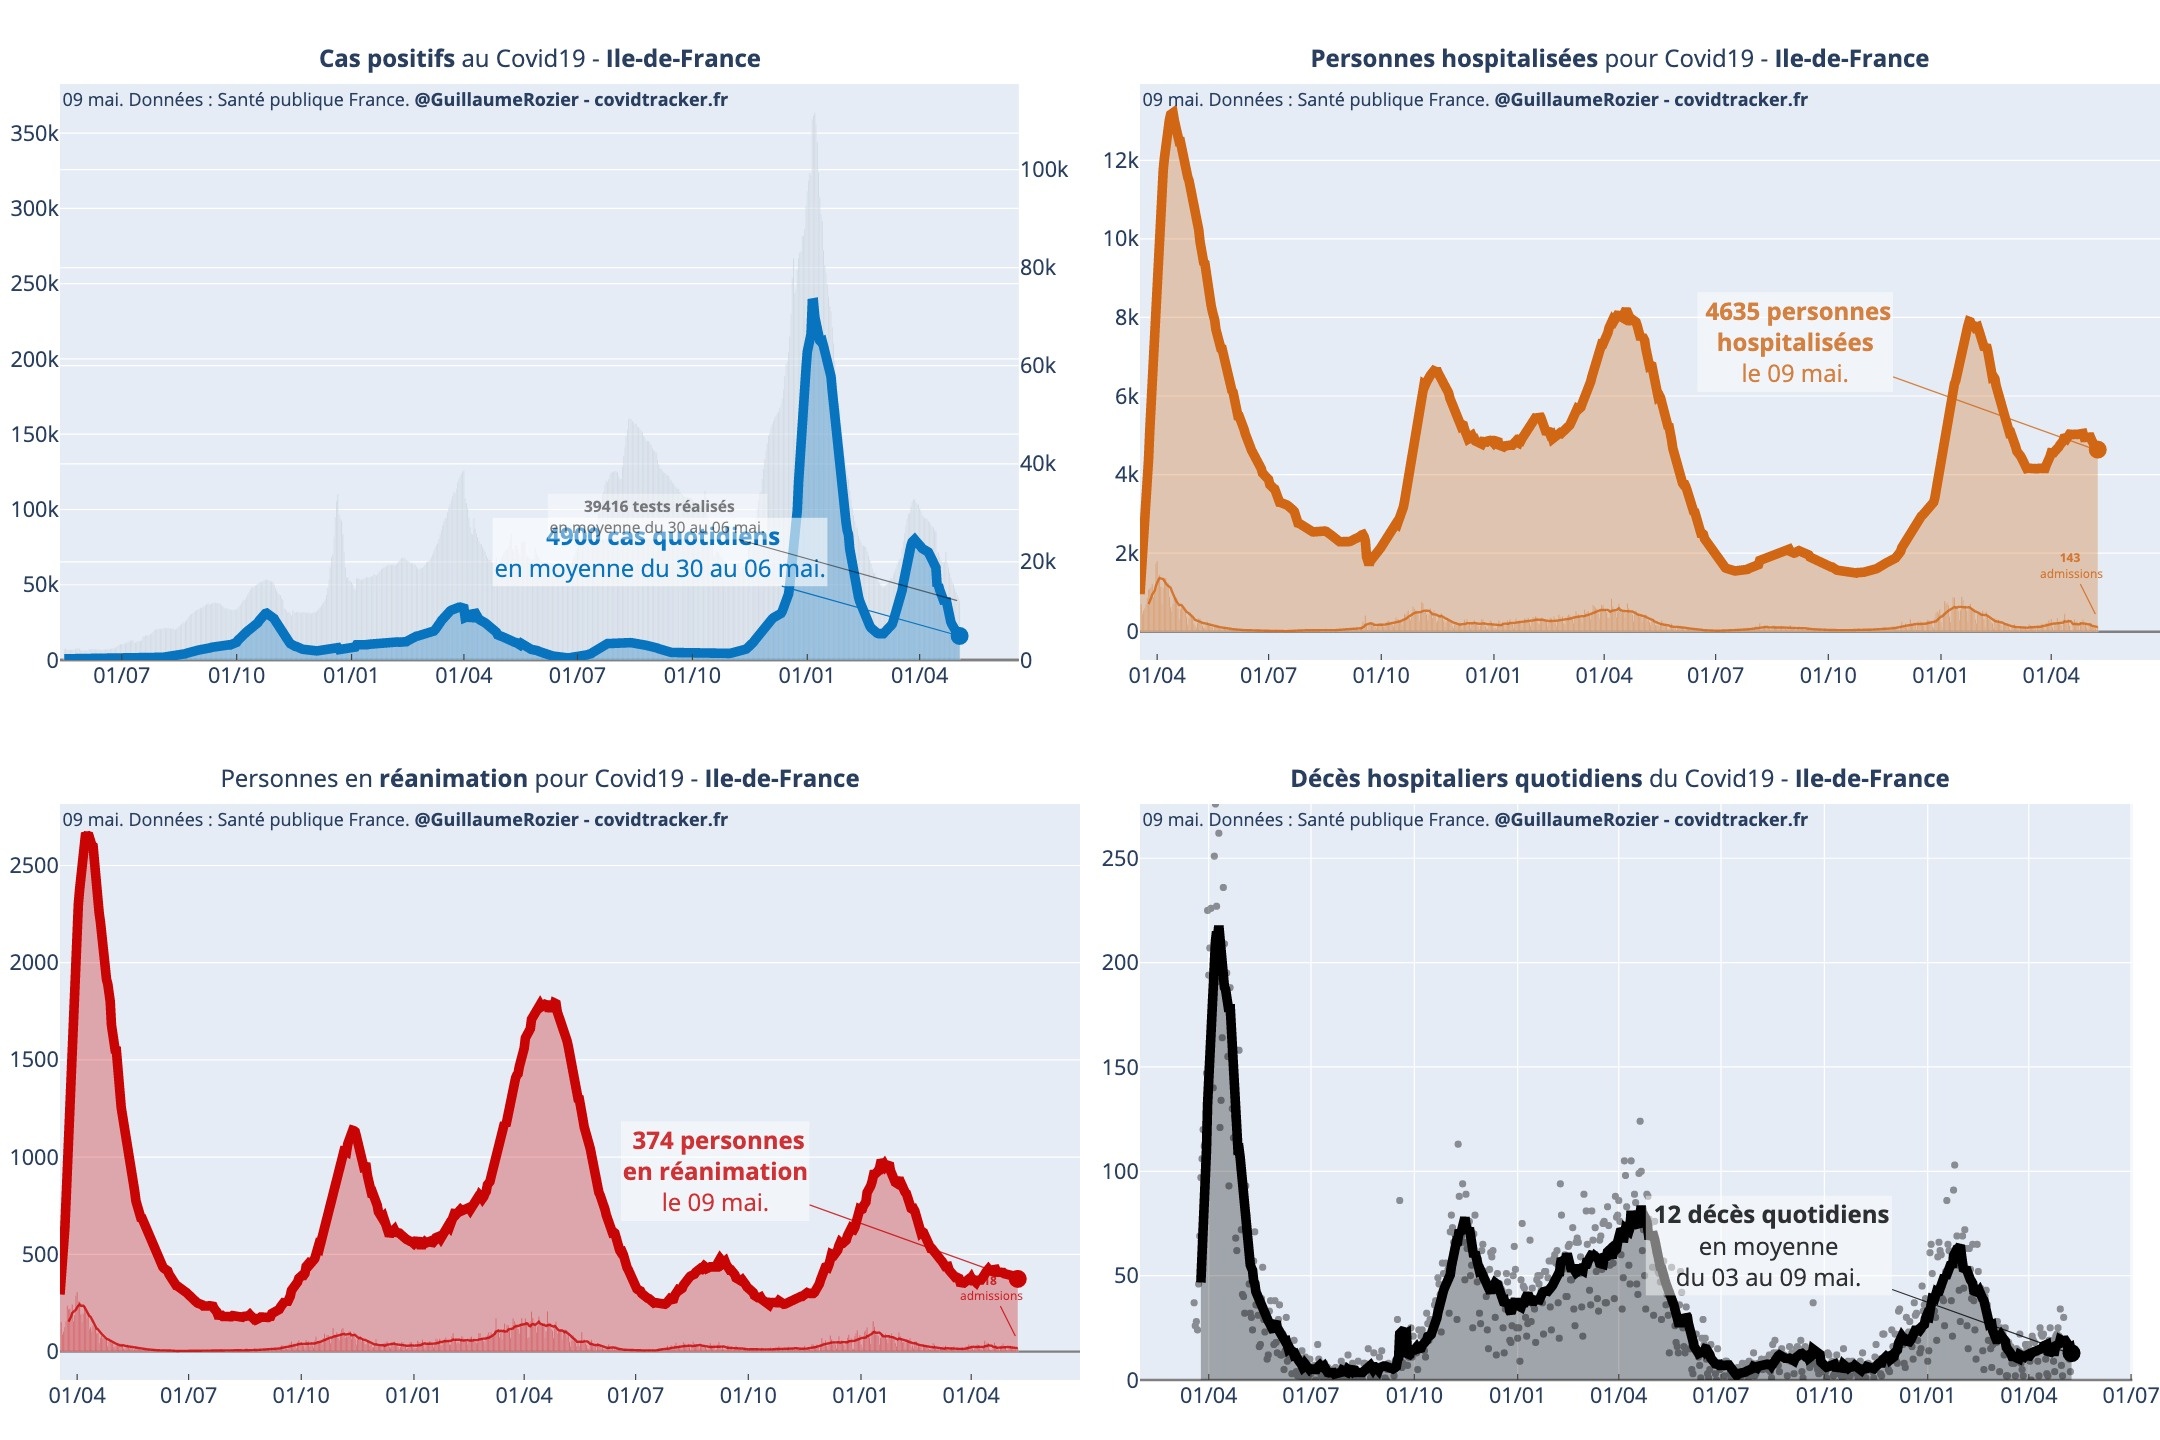 Cas positifs au Covid19 - Ile-de-France
09 mai. Données : Santé publique France. @GuillaumeRozier - covidtracker.fr
350k
300k
250k
200k
150k
100k
50k
0
100k
80k
60k
40k
20k
0
39416 tests réalisés
en moyenne du 30 au 06 mai.
4900 cas quotidiens
en moyenne du 30 au 06 mai.
01/07 01/10 01/01 01/04 01/07 01/10 01/01 01/04
Personnes hospitalisées pour Covid19 - Ile-de-France
09 mai. Données : Santé publique France. @GuillaumeRozier - covidtracker.fr
12k
10k
8k
6k
4k
2k
0
4635 personnes
hospitalisées
le 09 mai.
143
admissions
01/04 01/07 01/10 01/01 01/04 01/07 01/10 01/01 01/04
Personnes en réanimation pour Covid19 - Ile-de-France
09 mai. Données : Santé publique France. @GuillaumeRozier - covidtracker.fr
2500
2000
1500
1000
500
0
374 personnes
en réanimation
le 09 mai.
admissions
01/04 01/07 01/10 01/01 01/04 01/07 01/10 01/01 01/04
Décès hospitaliers quotidiens du Covid19 - Ile-de-France
09 mai. Données : Santé publique France. @GuillaumeRozier - covidtracker.fr
250
200
150
100
50
0
12 décès quotidiens
en moyenne
du 03 au 09 mai.
01/04 01/07 01/10 01/01 01/04 01/07 01/10 01/01 01/04 01/07